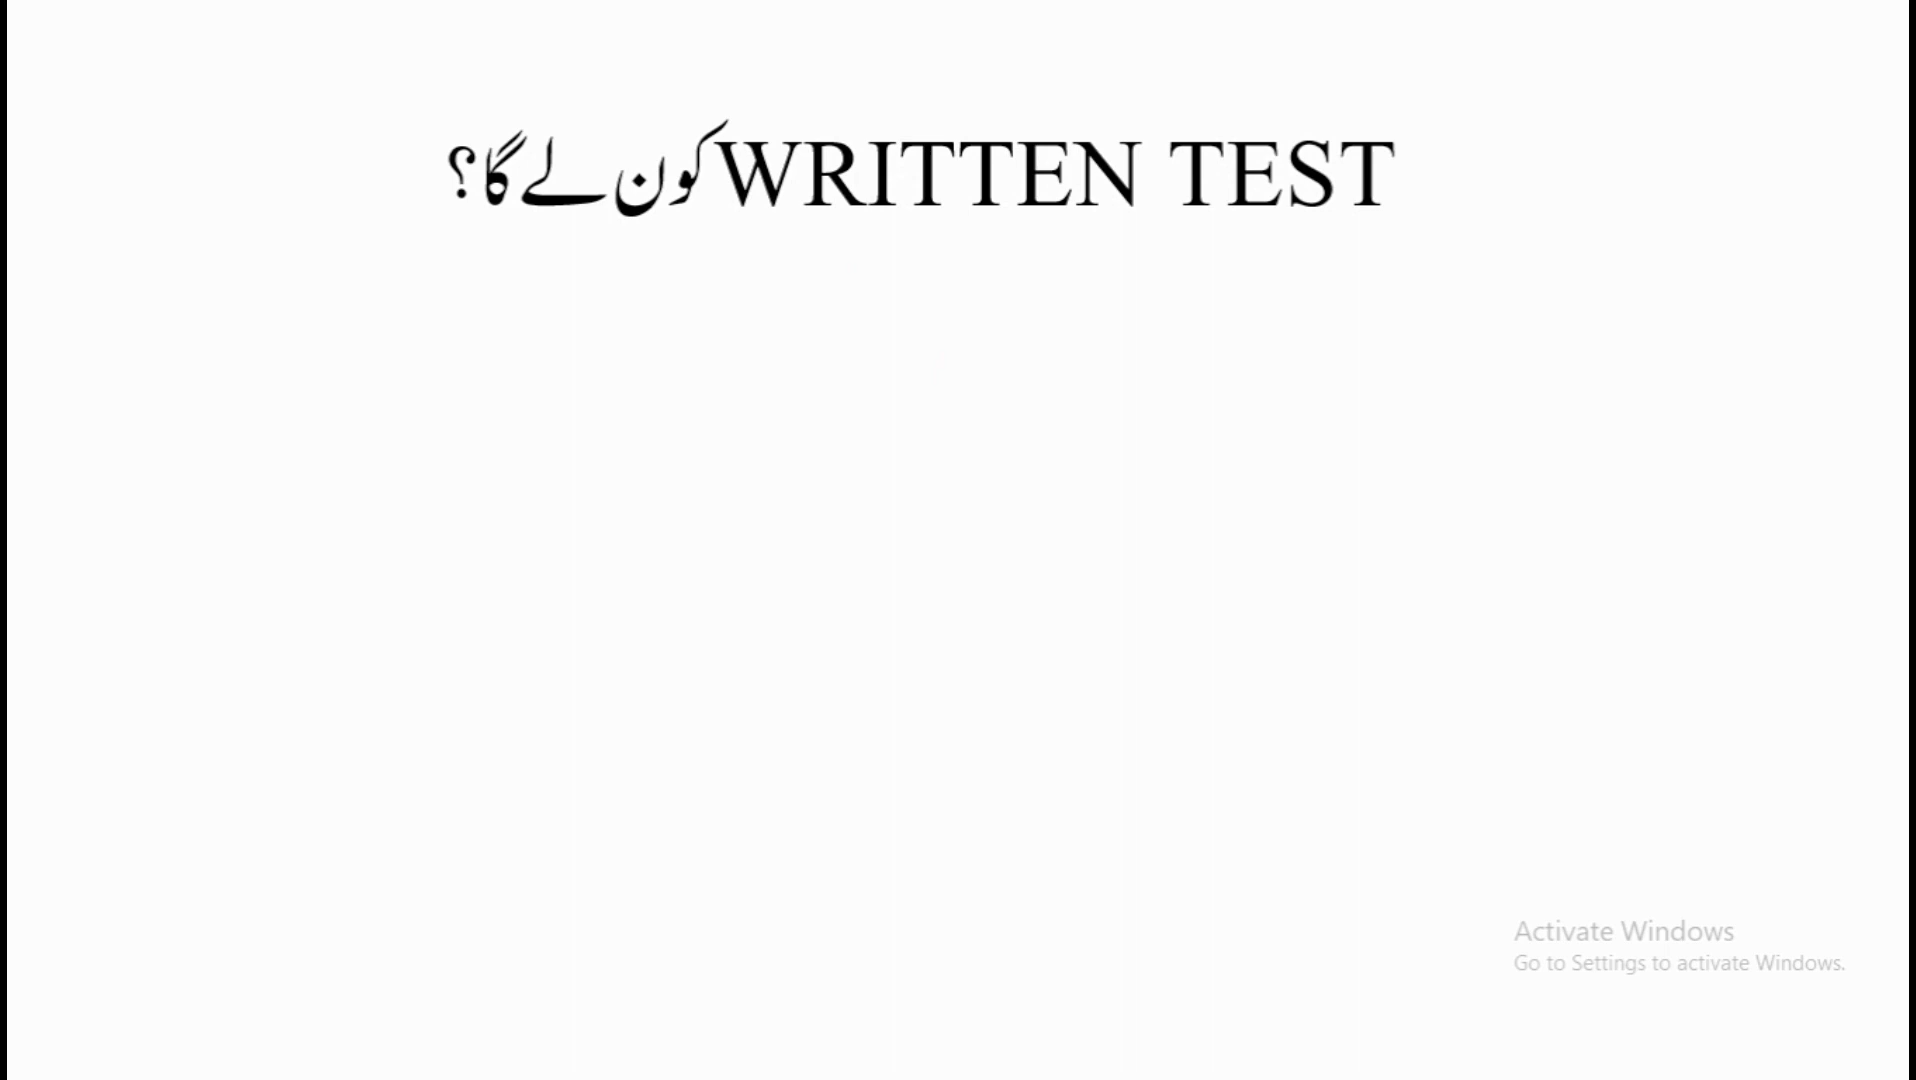 WRITTEN TEST کون لے گا؟
Activate Windows
Go to Settings to activate Windows.